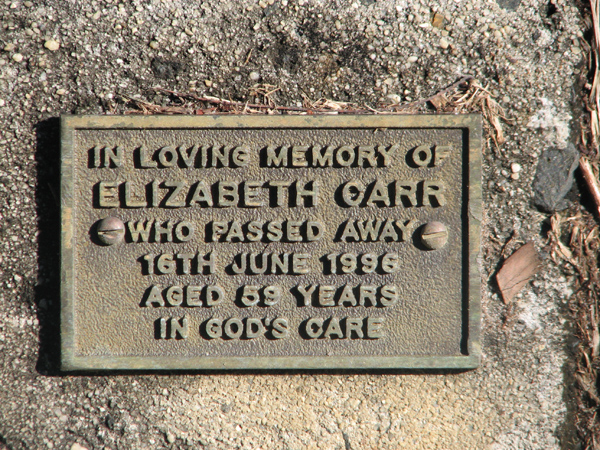 IN LOVING MEMORY OF
ELIZABETH CARR
WHO PASSED AWAY
16TH JUNE 1996
AGED 59 YEARS
IN GOD'S CARE